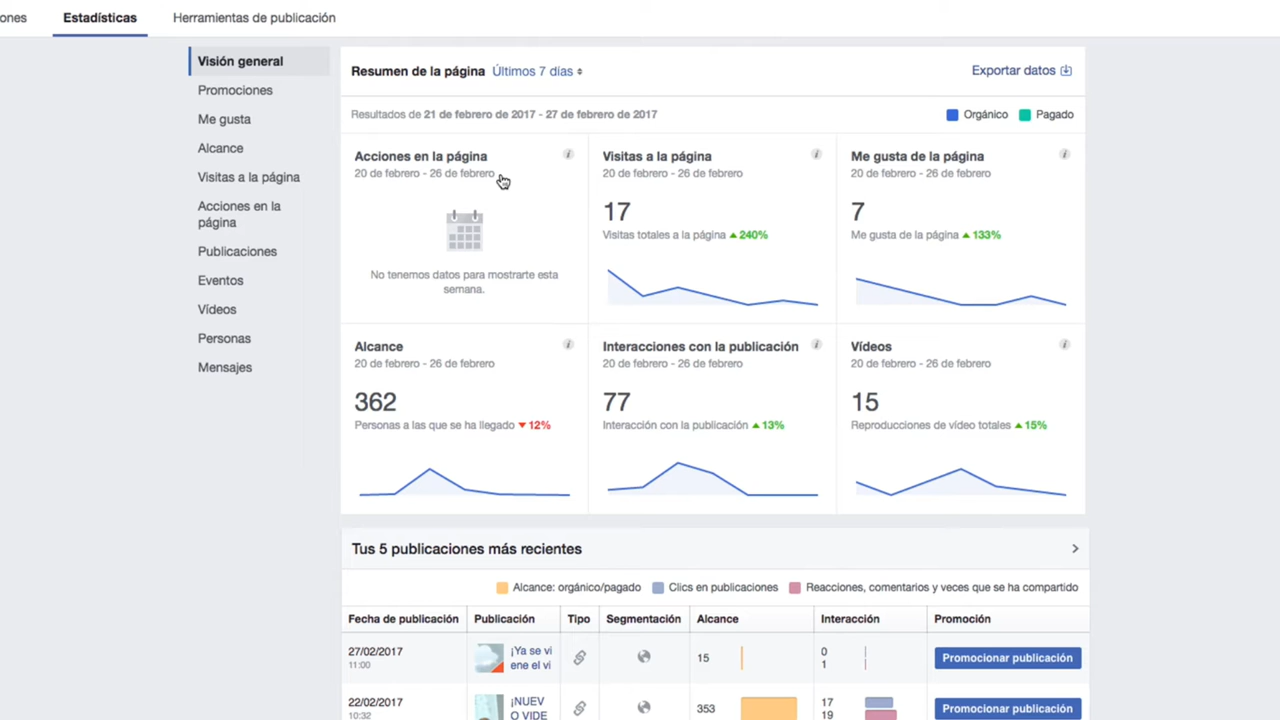 ones
Estadísticas
Herramientas de publicación
Visión general
Promociones
Me gusta
Alcance
Visitas a la página
Acciones en la
página
Publicaciones
Eventos
Vídeos
Personas
Mensajes
Resumen de la página Últimos 7 días
Exportar datos
Resultados de 21 de febrero de 2017 - 27 de febrero de 2017
Orgánico
Pagado
Acciones en la página
20 de febrero - 26 de febrero
No tenemos datos para mostrarte esta
semana.
Visitas a la página
20 de febrero - 26 de febrero
17
Visitas totales a la página 240%
Me gusta de la página
20 de febrero - 26 de febrero
7
Me gusta de la página 133%
Alcance
20 de febrero - 26 de febrero
362
Personas a las que se ha llegado 12%
Interacciones con la publicación
20 de febrero - 26 de febrero
77
Interacción con la publicación 13%
Vídeos
20 de febrero - 26 de febrero
15
Reproducciones de vídeo totales 15%
Tus 5 publicaciones más recientes
Alcance: orgánico/pagado
Clics en publicaciones
Reacciones, comentarios y veces que se ha compartido
Fecha de publicación
Publicación
Tipo
Segmentación
Alcance
Interacción
Promoción
27/02/2017
11:00
¡Ya se vi
ene el vi
15
0
1
Promocionar publicación
22/02/2017
10:32
¡NUEV
O VIDE
353
17
19
Promocionar publicación